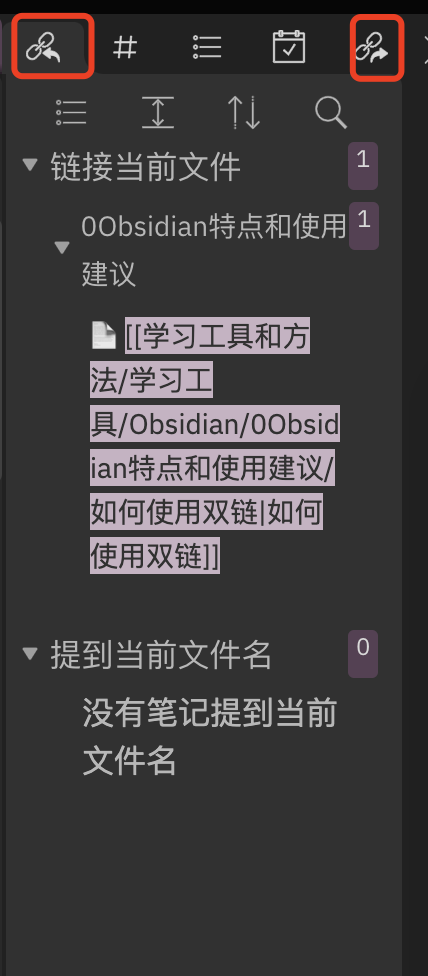 链接当前文件 1
0Obsidian特点和使用 1
建议
[[学习工具和方
法/学习工
具/Obsidian/0Obsid
ian特点和使用建议/
如何使用双链|如何
使用双链]]
提到当前文件名 0
没有笔记提到当前
文件名